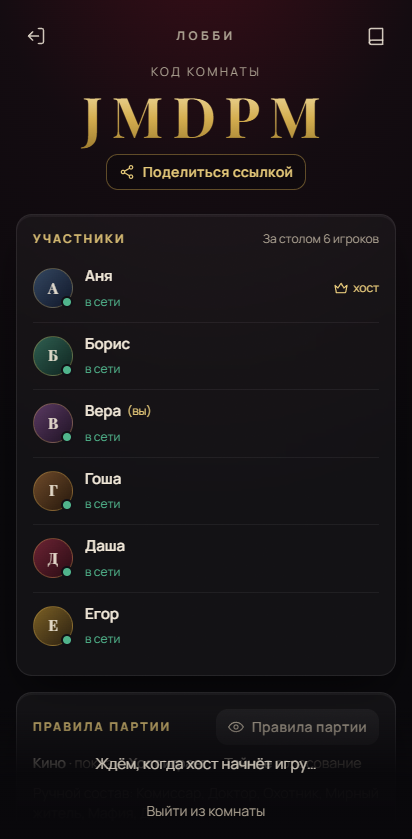 ЛОББИ
КОД КОМНАТЫ
JMDPM
Поделиться ссылкой
УЧАСТНИКИ
За столом 6 игроков
А
Аня
в сети
хост
Б
Борис
в сети
В
Вера (вы)
в сети
Г
Гоша
в сети
Д
Даша
в сети
Е
Егор
в сети
ПРАВИЛА ПАРТИИ
Правила партии
Кино
Ждём, когда хост начнёт игру…
Выйти из комнаты